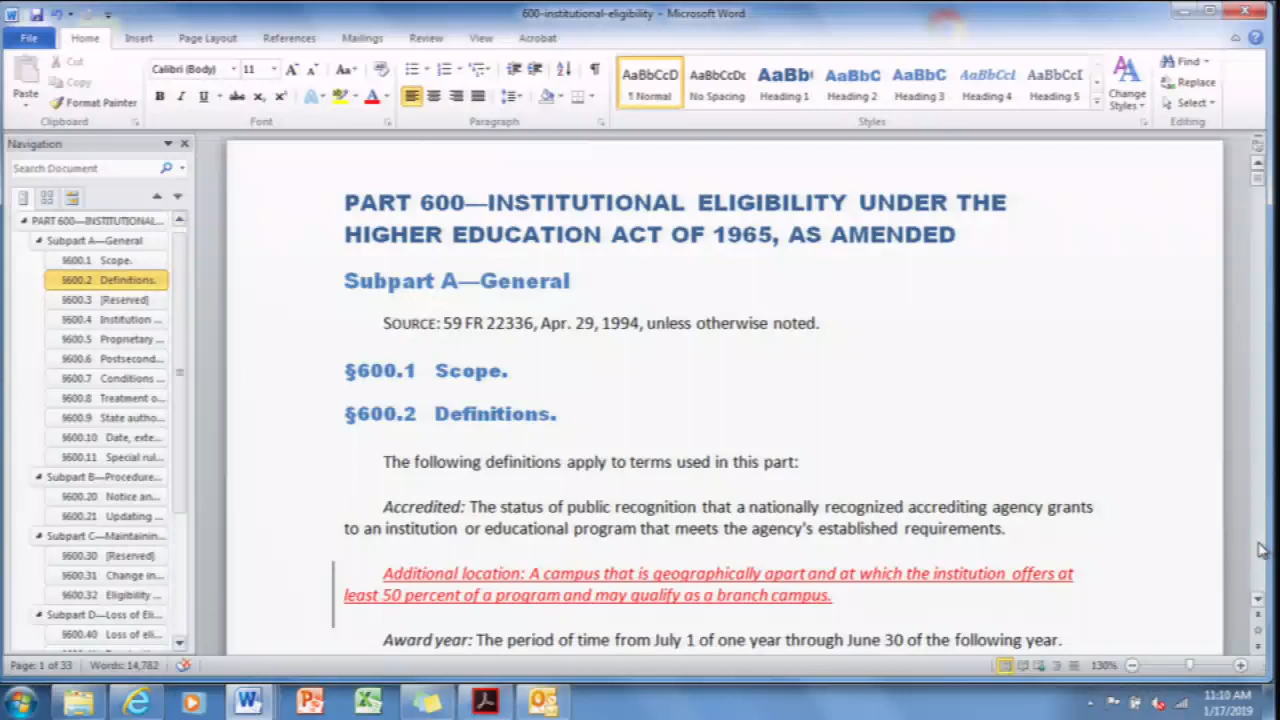 600-institutional-eligibility - Microsoft Word
File Home Insert Page Layout References Mailings Review View Acrobat
Paste
Cut
Copy
Format Painter
Clipboard
Calibri (Body) 11
Font
Paragraph
AaBbCcD AaBbCcDc AaBb( AaBbC AaBbC AaBbCcI AaBbCcI
¶ Normal No Spacing Heading 1 Heading 2 Heading 3 Heading 4 Heading 5
Change Styles
Styles
Find
Replace
Select
Editing
Navigation
Search Document
PART 600—INSTITUTIONAL...
Subpart A—General
§600.1 Scope.
§600.2 Definitions.
§600.3 [Reserved]
§600.4 Institution ...
§600.5 Proprietary ...
§600.6 Postsecond...
§600.7 Conditions ...
§600.8 Treatment o...
§600.9 State autho...
§600.10 Date, exte...
§600.11 Special rul...
Subpart B—Procedure...
§600.20 Notice an...
§600.21 Updating ...
Subpart C—Maintainin...
§600.30 [Reserved]
§600.31 Change in...
§600.32 Eligibility ...
Subpart D—Loss of Eli...
§600.40 Loss of eli...
PART 600—INSTITUTIONAL ELIGIBILITY UNDER THE
HIGHER EDUCATION ACT OF 1965, AS AMENDED
Subpart A—General
SOURCE: 59 FR 22336, Apr. 29, 1994, unless otherwise noted.
§600.1 Scope.
§600.2 Definitions.
The following definitions apply to terms used in this part:
Accredited: The status of public recognition that a nationally recognized accrediting agency grants
to an institution or educational program that meets the agency's established requirements.
Additional location: A campus that is geographically apart and at which the institution offers at
least 50 percent of a program and may qualify as a branch campus.
Award year: The period of time from July 1 of one year through June 30 of the following year.
Page: 1 of 33 Words: 14,782
130%
11:10 AM
1/17/2019